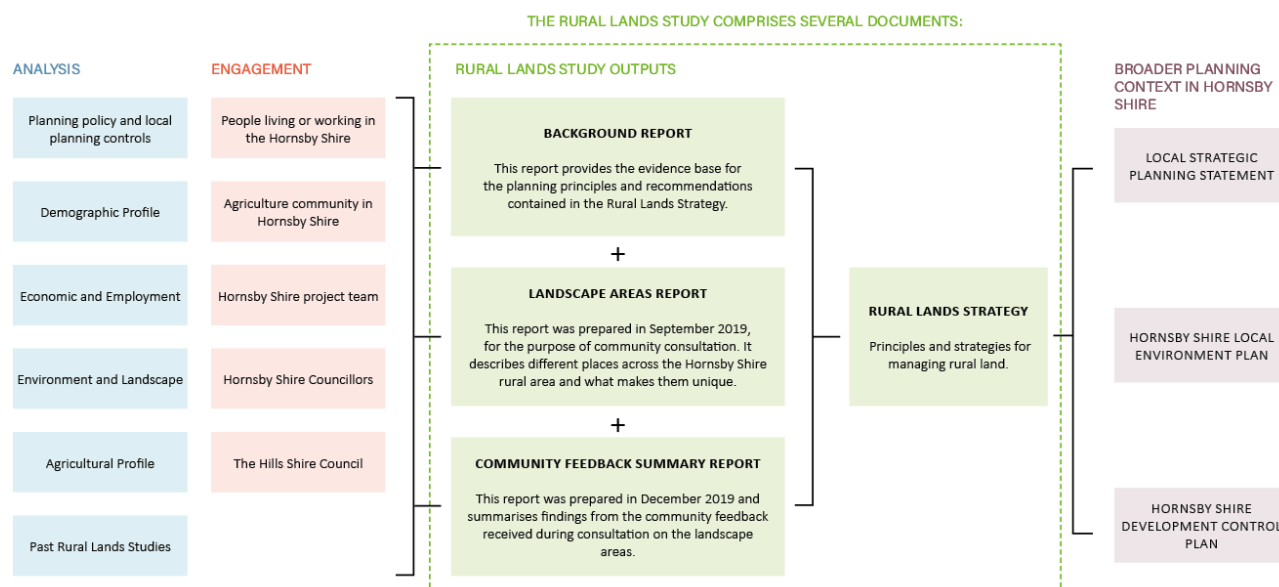 THE RURAL LANDS STUDY COMPRISES SEVERAL DOCUMENTS:
ANALYSIS
Planning policy and local
planning controls
Demographic Profile
Economic and Employment
Environment and Landscape
Agricultural Profile
Past Rural Lands Studies
ENGAGEMENT
People living or working in
the Hornsby Shire
Agriculture community in
Hornsby Shire
Hornsby Shire project team
Hornsby Shire Councillors
The Hills Shire Council
RURAL LANDS STUDY OUTPUTS
BACKGROUND REPORT
This report provides the evidence base for
the planning principles and recommendations
contained in the Rural Lands Strategy.
+
LANDSCAPE AREAS REPORT
This report was prepared in September 2019,
for the purpose of community consultation. It
describes different places across the Hornsby Shire
rural area and what makes them unique.
+
COMMUNITY FEEDBACK SUMMARY REPORT
This report was prepared in December 2019 and
summarises findings from the community feedback
received during consultation on the landscape
areas.
RURAL LANDS STRATEGY
Principles and strategies for
managing rural land.
BROADER PLANNING
CONTEXT IN HORNSBY
SHIRE
LOCAL STRATEGIC
PLANNING STATEMENT
HORNSBY SHIRE LOCAL
ENVIRONMENT PLAN
HORNSBY SHIRE
DEVELOPMENT CONTROL
PLAN